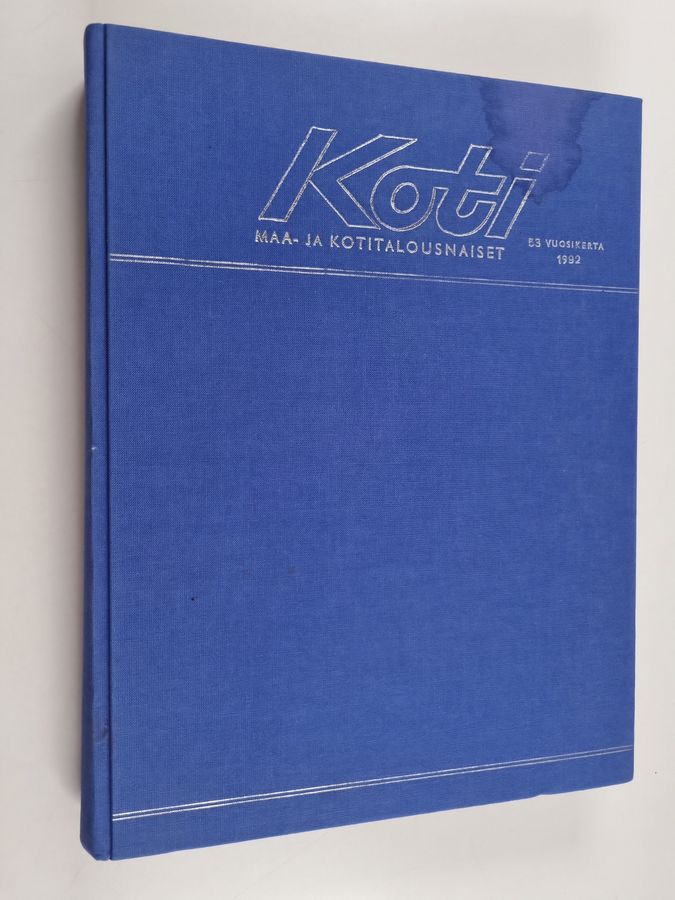 Koti
MAA- JA KOTITALOUSNAISET
53 VUOSIKERTA
1992